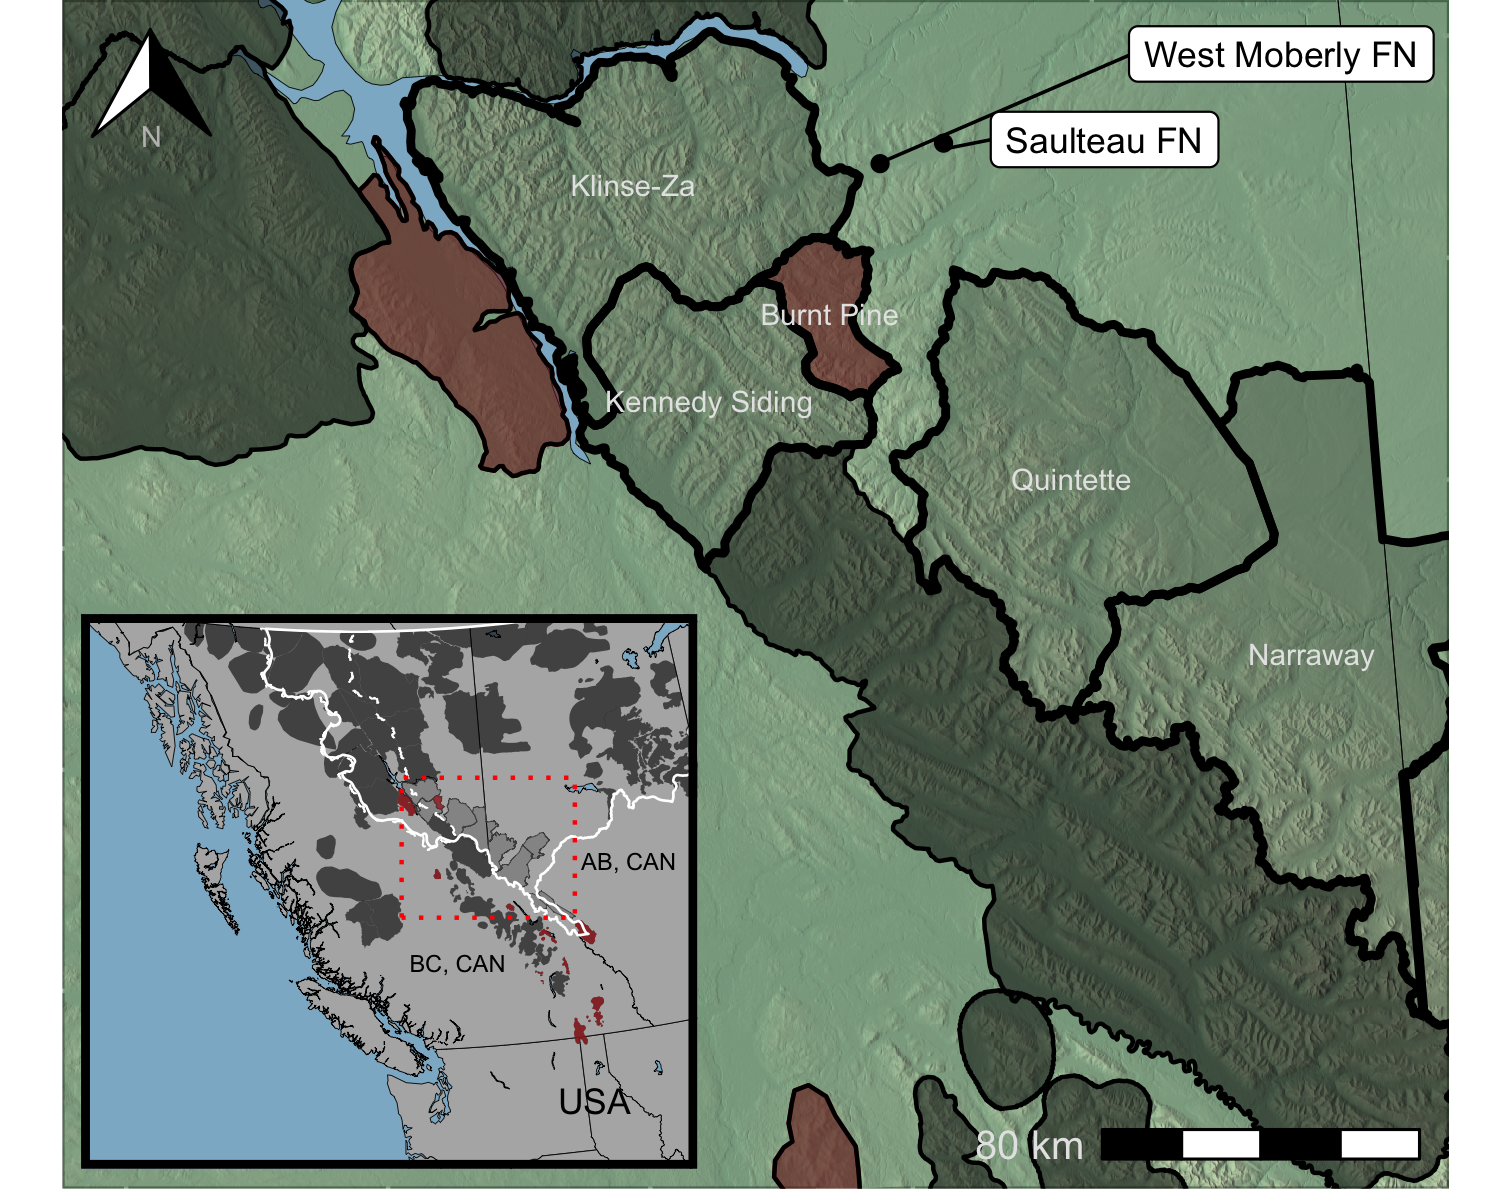 West Moberly FN
Saulteau FN
N
Klinse-Za
Burnt Pine
Kennedy Siding
Quintette
Narraway
AB, CAN
BC, CAN
USA
80 km